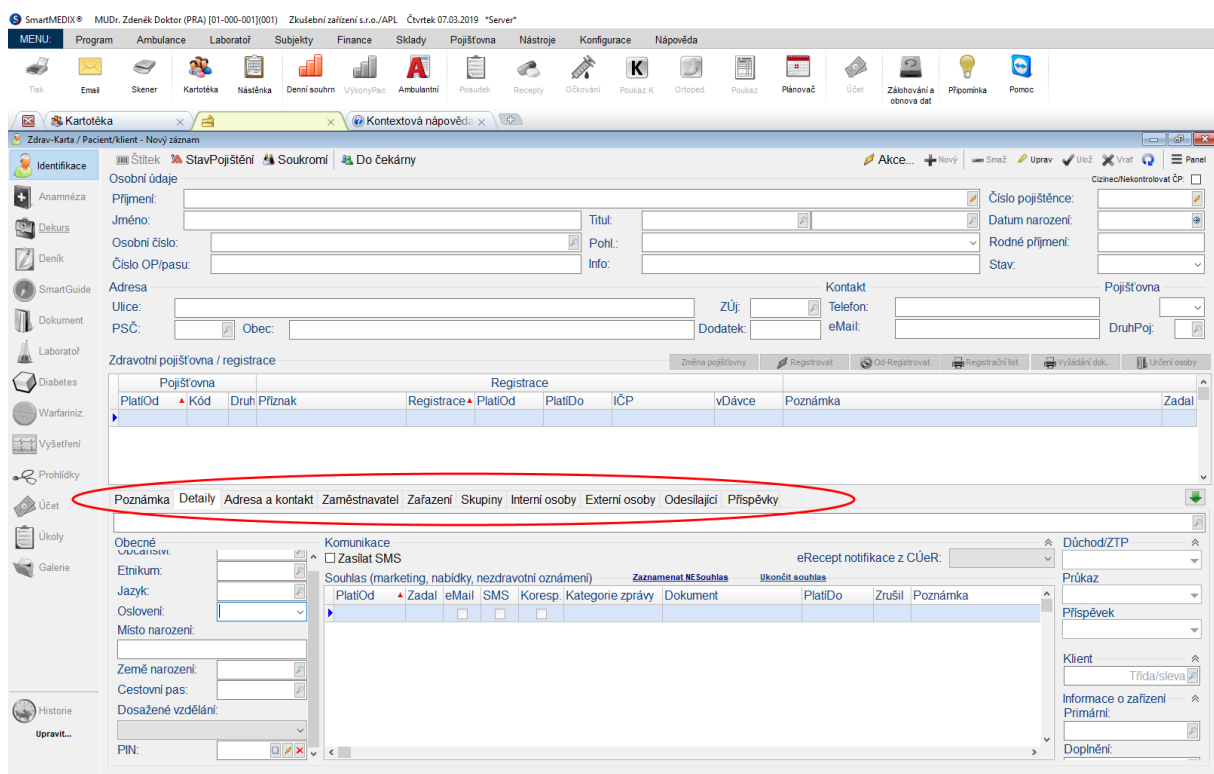 SmartMEDIX® MUDr. Zdeněk Doktor (PRA) [01-000-001](001) Zkušební zařízení s.r.o./APL Čtvrtek 07.03.2019 *Server*
MENU: Program Ambulance Laboratoř Subjekty Finance Sklady Pojišťovna Nástroje Konfigurace Nápověda
Tisk Email Skener Kartotéka Nástěnka Denní souhrn VýkonyPac Ambulantní Posudek Recepty Očkování Poukaz K Ortoped. Poukaz Plánovač Účet Zálohování a obnova dat Připomínka Pomoc
Kartotéka Kontextová nápověda
Zdrav-Karta / Pacient/klient - Nový záznam
Identifikace
Anamnéza
Dekurs
Deník
SmartGuide
Dokument
Laboratoř
Diabetes
Warfariniz.
Vyšetření
Prohlídky
Účet
Úkoly
Galerie
Historie
Upravit...
Štítek StavPojištění Soukromí Do čekárny Akce... Nový Smaž Uprav Ulož Vrať Panel
Osobní údaje Cizinec/Nekontrolovat ČP:
Příjmení: Číslo pojištěnce:
Jméno: Titul: Datum narození:
Osobní číslo: Pohl.: Rodné příjmení:
Číslo OP/pasu: Info: Stav:
Adresa Kontakt Pojišťovna
Ulice: ZÚj: Telefon:
PSČ: Obec: Dodatek: eMail: DruhPoj:
Zdravotní pojišťovna / registrace Změna pojišťovny Registrovat Od-Registrovat Registrační list Vyžádání dok. Určení osoby
Pojišťovna Registrace
PlatíOd Kód Druh Příznak Registrace PlatíOd PlatíDo IČP vDávce Poznámka Zadal
Poznámka Detaily Adresa a kontakt Zaměstnavatel Zařazení Skupiny Interní osoby Externí osoby Odesílající Příspěvky
Obecné
Občanství:
Etnikum:
Jazyk:
Oslovení:
Místo narození:
Země narození:
Cestovní pas:
Dosažené vzdělání:
PIN:
Komunikace
Zasílat SMS eRecept notifikace z CÚeR:
Souhlas (marketing, nabídky, nezdravotní oznámení) Zaznamenat NESouhlas Ukončit souhlas
PlatíOd Zadal eMail SMS Koresp. Kategorie zprávy Dokument PlatíDo Zrušil Poznámka
Důchod/ZTP
Průkaz
Příspěvek
Klient
Třída/sleva
Informace o zařízení
Primární:
Doplnění: